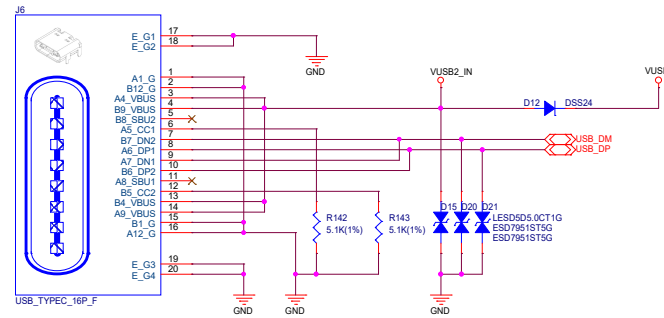 J6
E_G1 17
E_G2 18
GND
A1_G 1
B12_G 2
A4_VBUS 3
B9_VBUS 4
B8_SBU2 5
A5_CC1 6
B7_DN2 7
A6_DP1 8
A7_DN1 9
B6_DP2 10
A8_SBU1 11
B5_CC2 12
B4_VBUS 13
A9_VBUS 14
B1_G 15
A12_G 16
E_G3 19
E_G4 20
USB_TYPEC_16P_F
VUSB2_IN
VUSB
D12 DSS24
USB_DM
USB_DP
R142
5.1K(1%)
R143
5.1K(1%)
D15 D20 D21
LESD5D5.0CT1G
ESD7951ST5G
ESD7951ST5G
GND
GND
GND